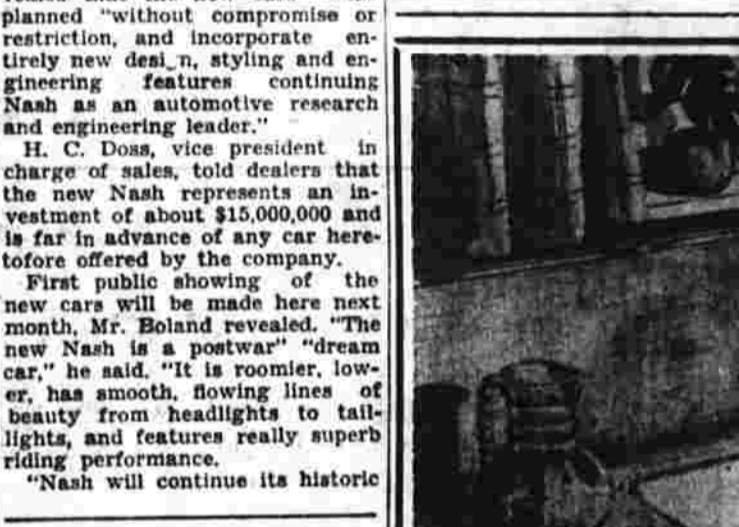 planned "without compromise or
restriction, and incorporate en-
tirely new desi_n, styling and en-
gineering features continuing
Nash as an automotive research
and engineering leader."
H. C. Doss, vice president in
charge of sales, told dealers that
the new Nash represents an in-
vestment of about $15,000,000 and
is far in advance of any car here-
tofore offered by the company.
First public showing of the
new cars will be made here next
month, Mr. Boland revealed. "The
new Nash is a postwar" "dream
car," he said. "It is roomier, low-
er, has smooth, flowing lines of
beauty from headlights to tail-
lights, and features really superb
riding performance.
"Nash will continue its historic